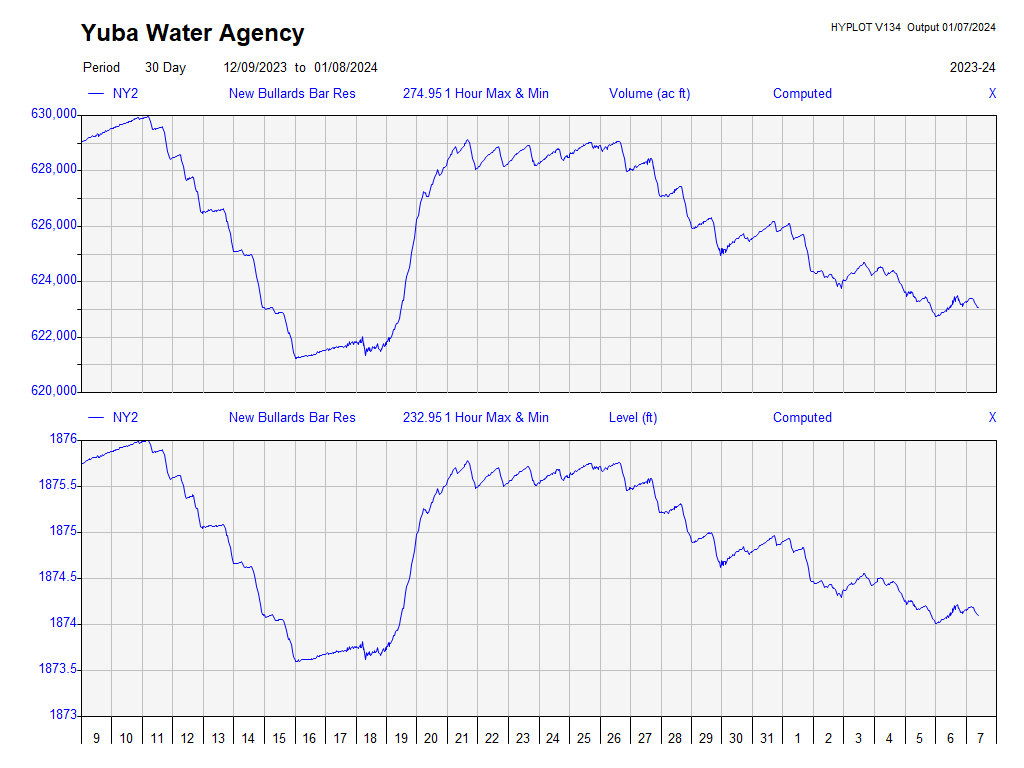 Yuba Water Agency
HYPLOT V134 Output 01/07/2024
Period 30 Day 12/09/2023 to 01/08/2024 2023-24
NY2 New Bullards Bar Res 274.95 1 Hour Max & Min Volume (ac ft) Computed X
630,000
628,000
626,000
624,000
622,000
620,000
NY2 New Bullards Bar Res 232.95 1 Hour Max & Min Level (ft) Computed X
1876
1875.5
1875
1874.5
1874
1873.5
1873
9 10 11 12 13 14 15 16 17 18 19 20 21 22 23 24 25 26 27 28 29 30 31 1 2 3 4 5 6 7